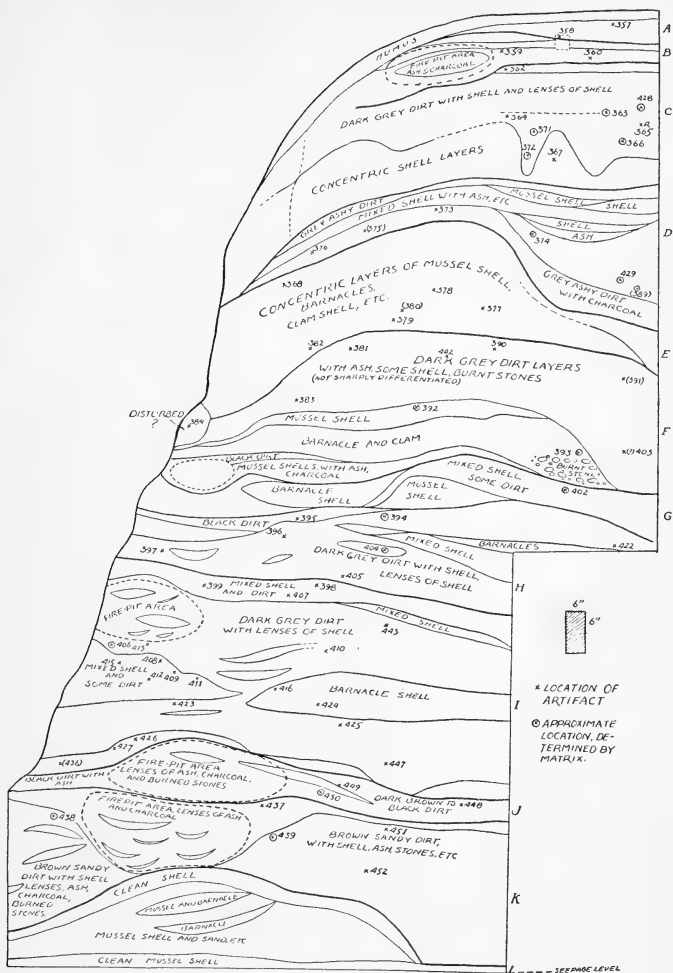 ×357
A
358
HUMUS
×359
360
B
FIRE-PIT AREA
ASH & CHARCOAL
×362
DARK GREY DIRT WITH SHELL AND LENSES OF SHELL
428
363
C
×364
×R
365
371
366
372
367
CONCENTRIC SHELL LAYERS
MUSSEL SHELL
SHELL
GREY ASHY DIRT
MIXED SHELL WITH ASH, ETC
×373
SHELL
ASH
D
×(375)
374
×376
429
(389)
GREY ASHY DIRT
WITH CHARCOAL
×368
CONCENTRIC LAYERS OF MUSSEL SHELL,
BARNACLES,
CLAM SHELL, ETC.
×378
(380)
×377
×379
E
382
×381
442
390
DARK GREY DIRT LAYERS
WITH ASH, SOME SHELL, BURNT STONES
(NOT SHARPLY DIFFERENTIATED)
×(391)
×383
392
DISTURBED
?
×384
MUSSEL SHELL
F
BARNACLE AND CLAM
393
×(?)403
BURNT
STONE
BLACK DIRT
MUSSEL SHELLS, WITH ASH,
CHARCOAL
MIXED SHELL
SOME DIRT
402
BARNACLE
SHELL
MUSSEL
SHELL
G
BLACK DIRT
×395
394
396
MIXED SHELL
BARNACLES
×422
397×
404
DARK GREY DIRT WITH SHELL,
LENSES OF SHELL
×405
H
×399
MIXED SHELL
AND DIRT
×398
×407
FIRE-PIT AREA
MIXED SHELL
6"
6"
DARK GREY DIRT
WITH LENSES OF SHELL
×
443
413
×410
408×
MIXED SHELL
AND
SOME DIRT
×412
409
411
×416
BARNACLE SHELL
× LOCATION OF
ARTIFACT
I
×423
×424
⊙ APPROXIMATE
LOCATION, DE-
TERMINED BY
MATRIX.
×425
×426
×427
×(436)
FIRE-PIT AREA
LENSES OF ASH, CHARCOAL,
AND BURNED STONES
×447
BLACK DIRT WITH
ASH
×449
450
DARK BROWN TO
BLACK DIRT
×448
J
×437
FIREPIT AREA, LENSES OF ASH
AND CHARCOAL
438
439
×451
BROWN SANDY DIRT,
WITH SHELL, ASH, STONES, ETC
×452
BROWN SANDY
DIRT WITH SHELL
LENSES, ASH,
CHARCOAL,
BURNED
STONES.
CLEAN SHELL
K
MUSSEL AND BARNACLE
BARNACLE
MUSSEL SHELL AND SAND, ETC
CLEAN MUSSEL SHELL
L
SEEPAGE LEVEL